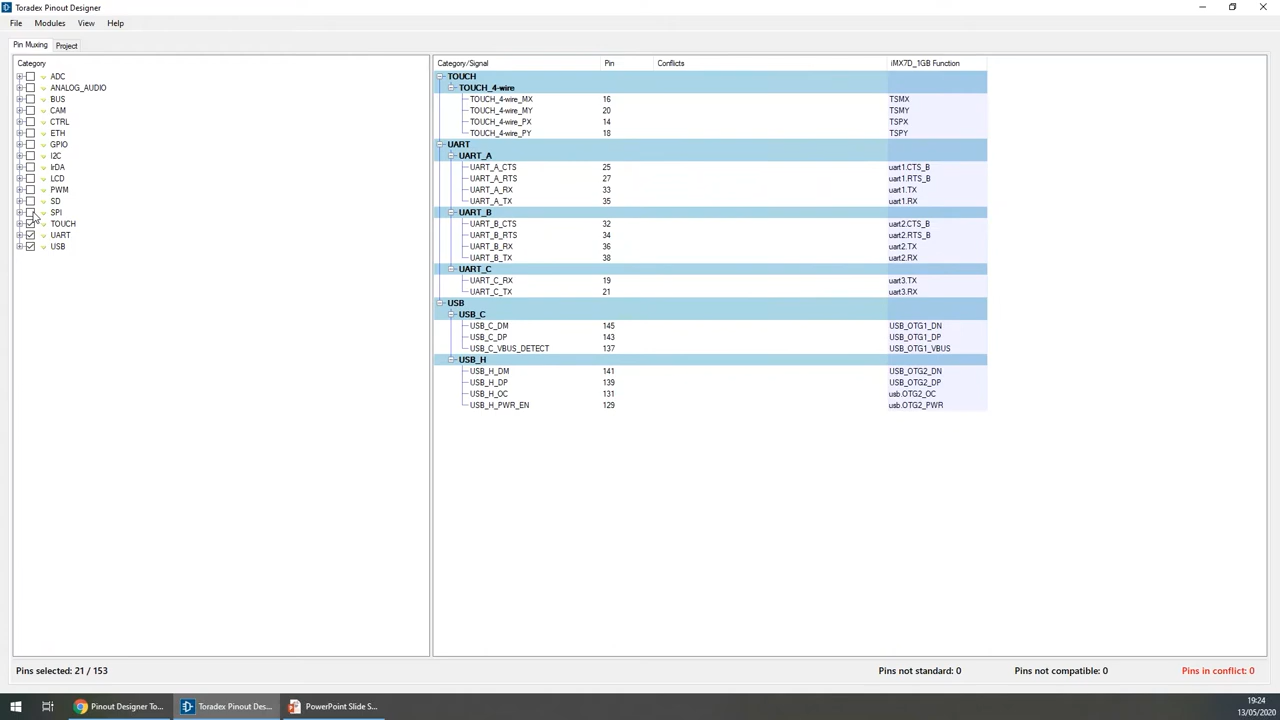 Toradex Pinout Designer
File Modules View Help
Pin Muxing Project
Category
ADC
ANALOG_AUDIO
BUS
CAM
CTRL
ETH
GPIO
I2C
IrDA
LCD
PWM
SD
SPI
TOUCH
UART
USB
Category/Signal Pin Conflicts iMX7D_1GB Function
TOUCH
TOUCH_4-wire
TOUCH_4-wire_MX 16 TSMX
TOUCH_4-wire_MY 20 TSMY
TOUCH_4-wire_PX 14 TSPX
TOUCH_4-wire_PY 18 TSPY
UART
UART_A
UART_A_CTS 25 uart1.CTS_B
UART_A_RTS 27 uart1.RTS_B
UART_A_RX 33 uart1.TX
UART_A_TX 35 uart1.RX
UART_B
UART_B_CTS 32 uart2.CTS_B
UART_B_RTS 34 uart2.RTS_B
UART_B_RX 36 uart2.TX
UART_B_TX 38 uart2.RX
UART_C
UART_C_RX 19 uart3.TX
UART_C_TX 21 uart3.RX
USB
USB_C
USB_C_DM 145 USB_OTG1_DN
USB_C_DP 143 USB_OTG1_DP
USB_C_VBUS_DETECT 137 USB_OTG1_VBUS
USB_H
USB_H_DM 141 USB_OTG2_DN
USB_H_DP 139 USB_OTG2_DP
USB_H_OC 131 usb.OTG2_OC
USB_H_PWR_EN 129 usb.OTG2_PWR
Pins selected: 21 / 153 Pins not standard: 0 Pins not compatible: 0 Pins in conflict: 0
Pinout Designer To... Toradex Pinout Des... PowerPoint Slide S... 19:24
13/05/2020